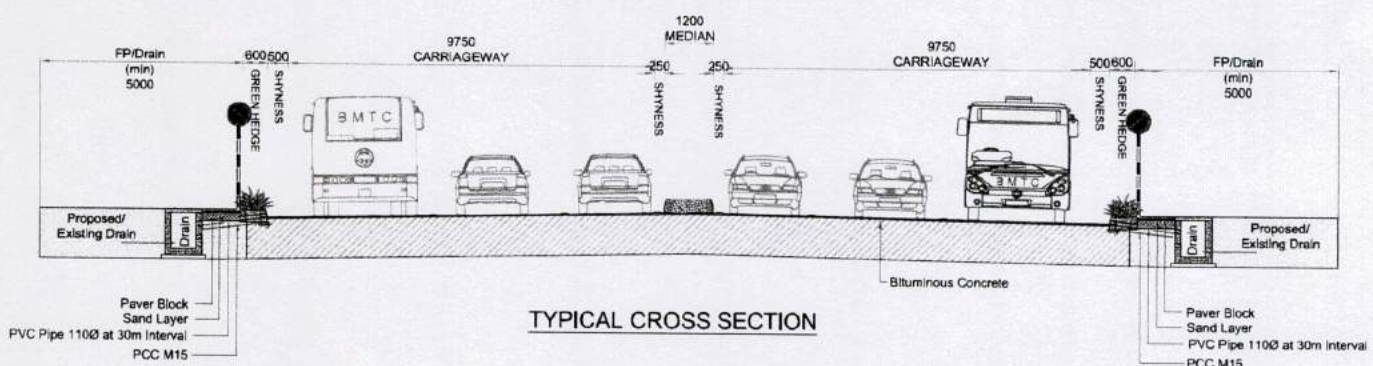 1200
MEDIAN
FP/Drain
(min)
5000
600
500
9750
CARRIAGEWAY
250
250
9750
CARRIAGEWAY
500
600
FP/Drain
(min)
5000
GREEN HEDGE
SHYNESS
SHYNESS
SHYNESS
SHYNESS
GREEN HEDGE
BMTC
BMTC
Proposed/
Existing Drain
Drain
Drain
Proposed/
Existing Drain
Bituminous Concrete
Paver Block
Sand Layer
PVC Pipe 110Ø at 30m Interval
PCC M15
TYPICAL CROSS SECTION
Paver Block
Sand Layer
PVC Pipe 110Ø at 30m Interval
PCC M15